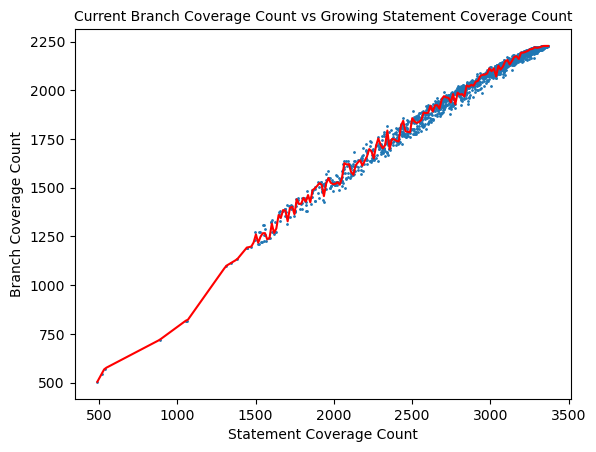 Current Branch Coverage Count vs Growing Statement Coverage Count
2250
2000
1750
1500
1250
1000
750
500
Branch Coverage Count
500 1000 1500 2000 2500 3000 3500
Statement Coverage Count